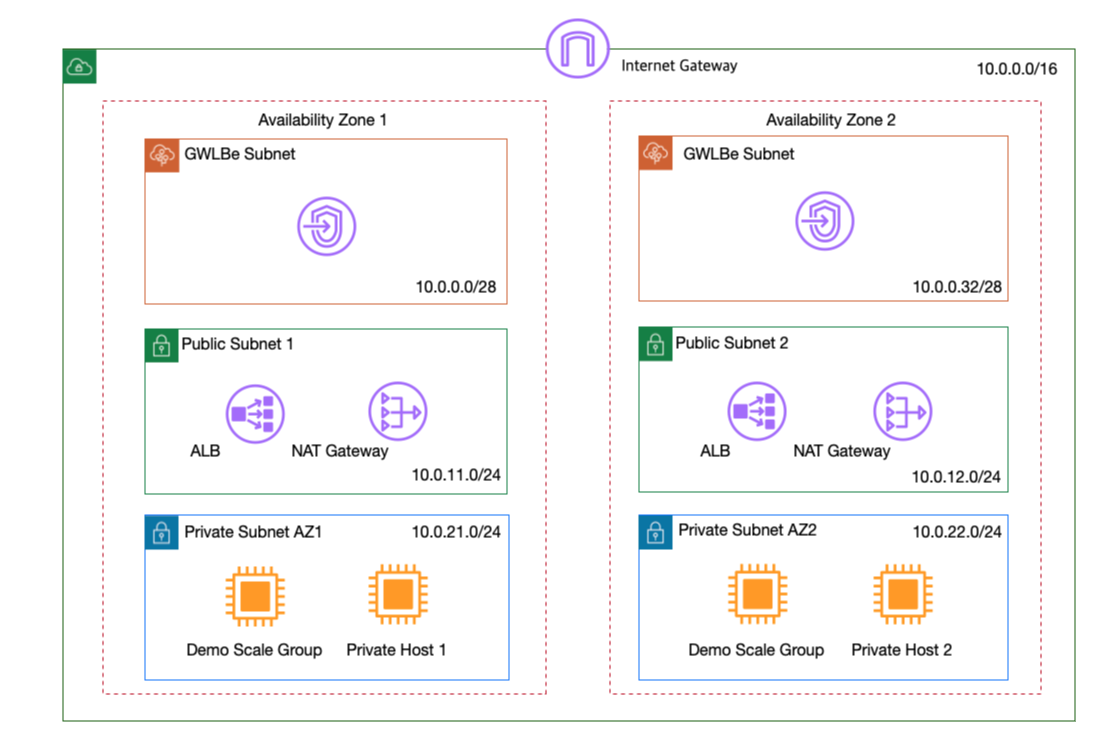 Internet Gateway
10.0.0.0/16
Availability Zone 1
GWLBe Subnet
10.0.0.0/28
Public Subnet 1
ALB
NAT Gateway
10.0.11.0/24
Private Subnet AZ1
10.0.21.0/24
Demo Scale Group
Private Host 1
Availability Zone 2
GWLBe Subnet
10.0.0.32/28
Public Subnet 2
ALB
NAT Gateway
10.0.12.0/24
Private Subnet AZ2
10.0.22.0/24
Demo Scale Group
Private Host 2